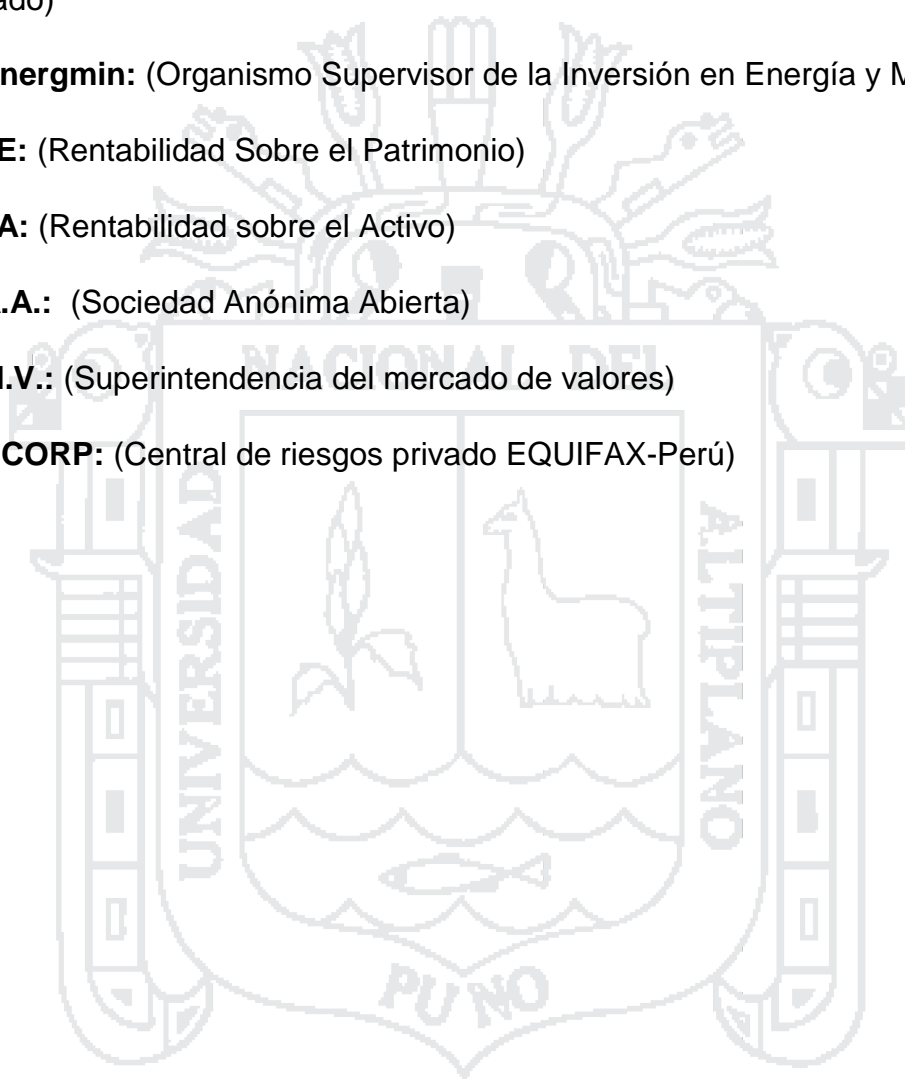 ado)
nergmin: (Organismo Supervisor de la Inversión en Energía y M
E: (Rentabilidad Sobre el Patrimonio)
A: (Rentabilidad sobre el Activo)
.A.: (Sociedad Anónima Abierta)
I.V.: (Superintendencia del mercado de valores)
CORP: (Central de riesgos privado EQUIFAX-Perú)
NACIONAL DEL
UNIVERSIDAD
ALTIPLANO
PUNO